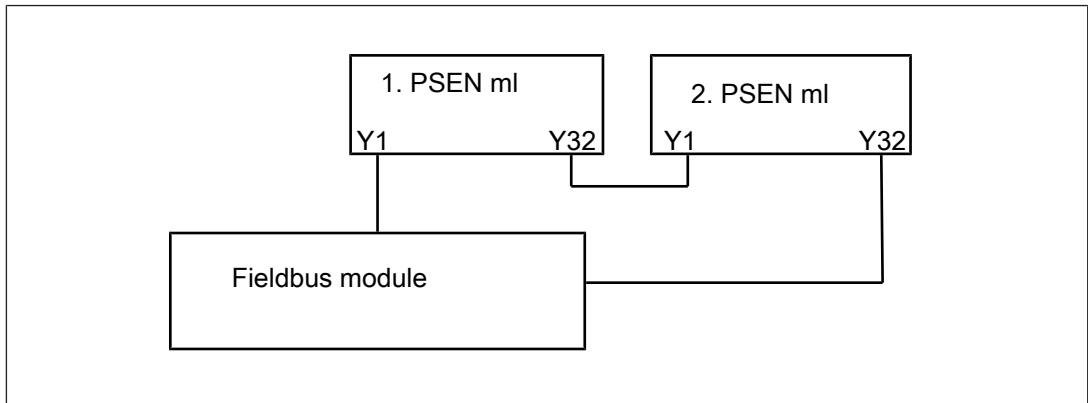 1. PSEN ml
Y1 Y32
2. PSEN ml
Y1 Y32
Fieldbus module